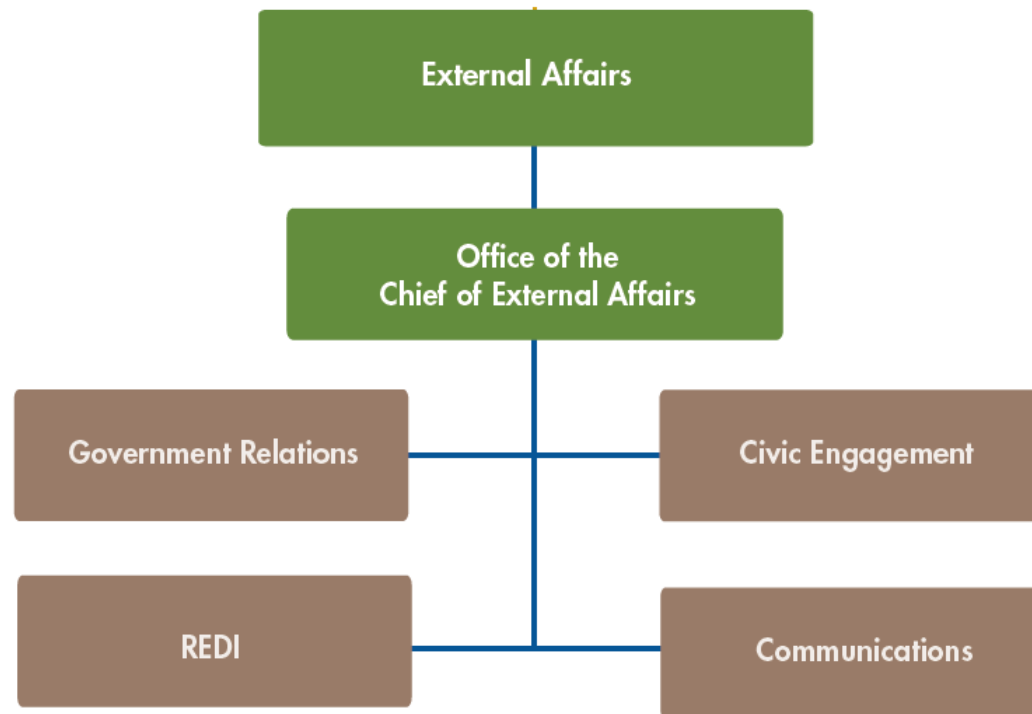 External Affairs
Office of the
Chief of External Affairs
Government Relations
Civic Engagement
REDI
Communications